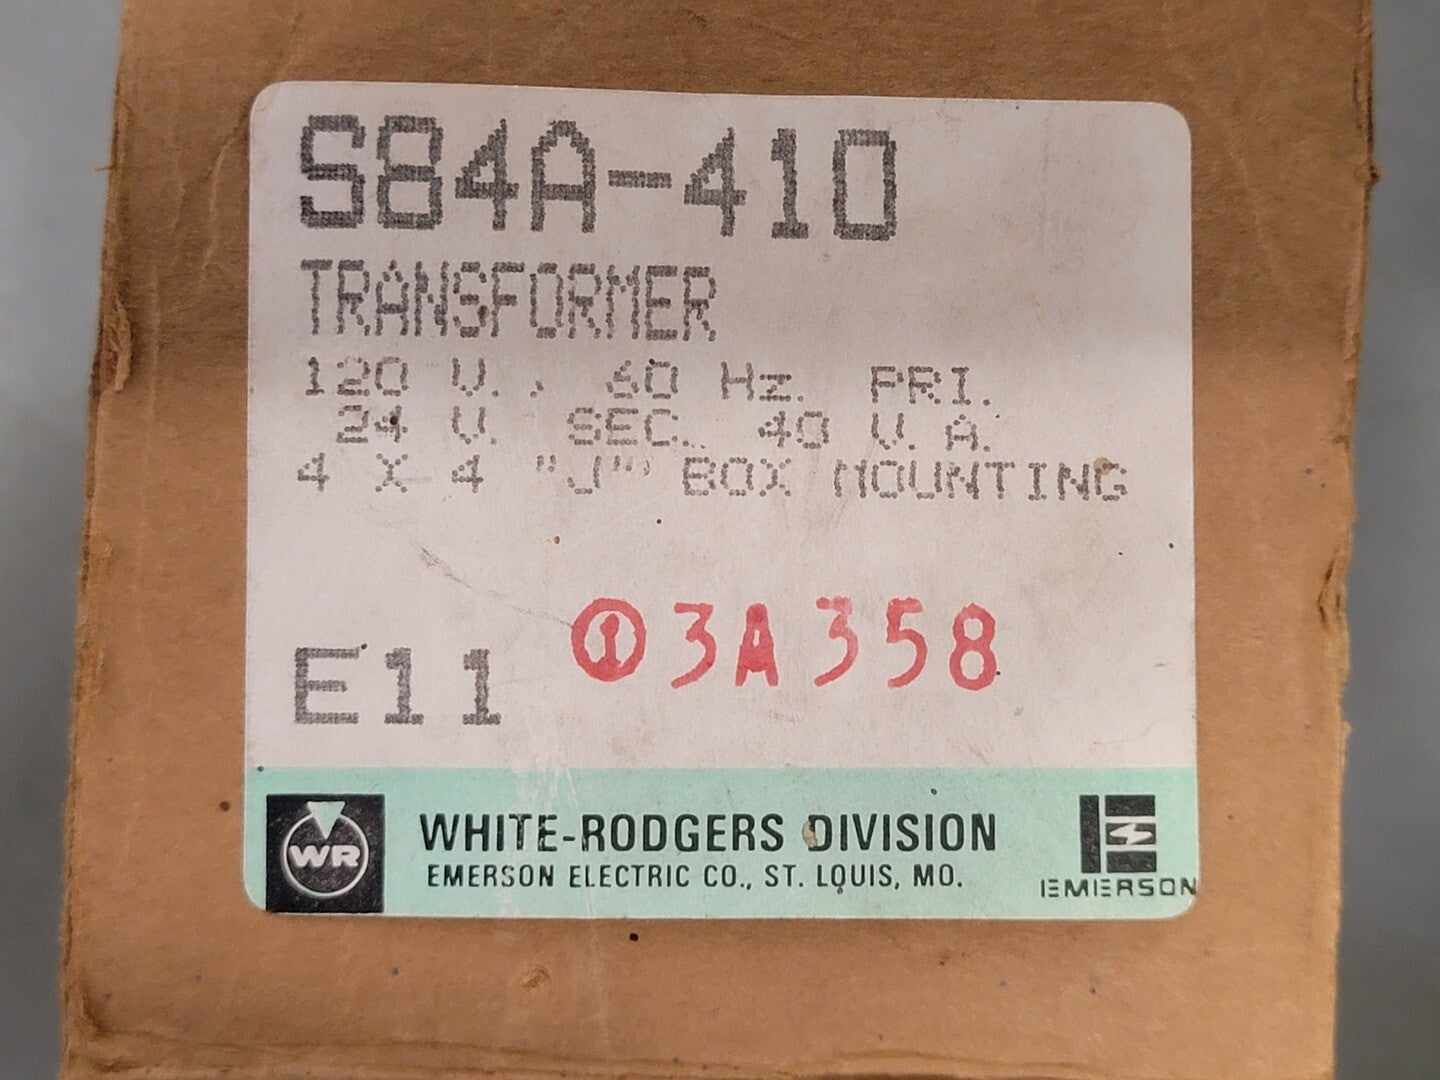 S84A-410
TRANSFORMER
120 V., 60 Hz. PRI.
24 V. SEC. 40 V.A.
4 X 4 "J" BOX MOUNTING
①3A358
E11
WR
WHITE-RODGERS DIVISION
EMERSON ELECTRIC CO., ST. LOUIS, MO.
EMERSON